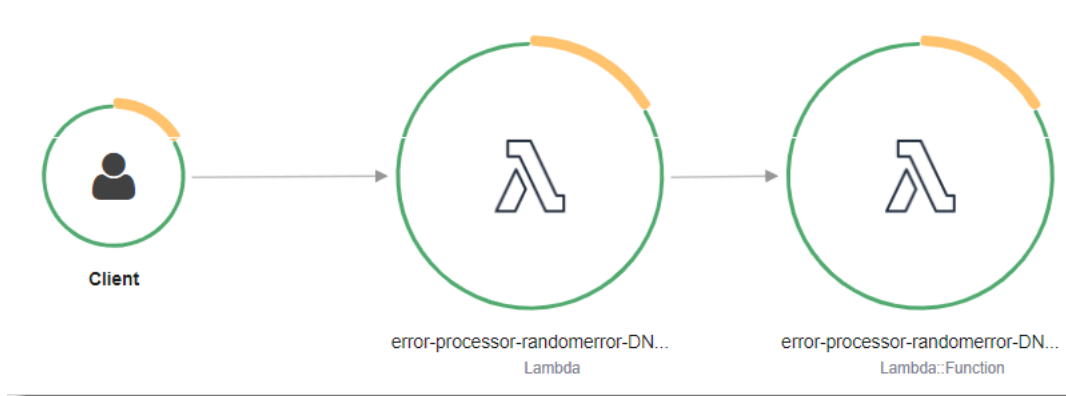 Client
error-processor-randomerror-DN...
Lambda
error-processor-randomerror-DN...
Lambda::Function